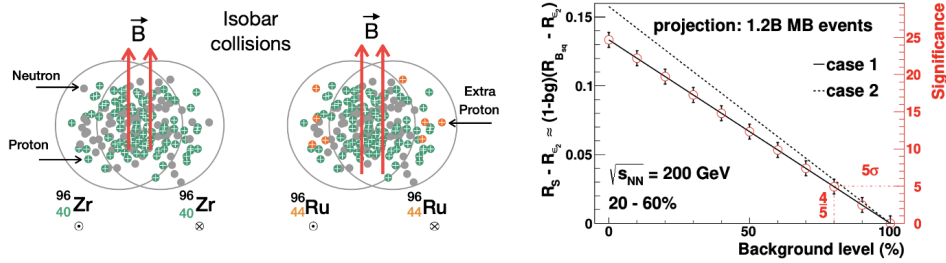 Isobar
collisions
B
B
Neutron
Proton
Extra
Proton
96
40 Zr
96
40 Zr
96
44 Ru
96
44 Ru
projection: 1.2B MB events
case 1
case 2
√sNN = 200 GeV
20 - 60%
5σ
4
5
0.15
0.1
0.05
0
R_S - R_ε2 ≈ (1-bg)(R_Bsq - R_ε2)
0 20 40 60 80 100
Background level (%)
25
20
15
10
5
0
Significance